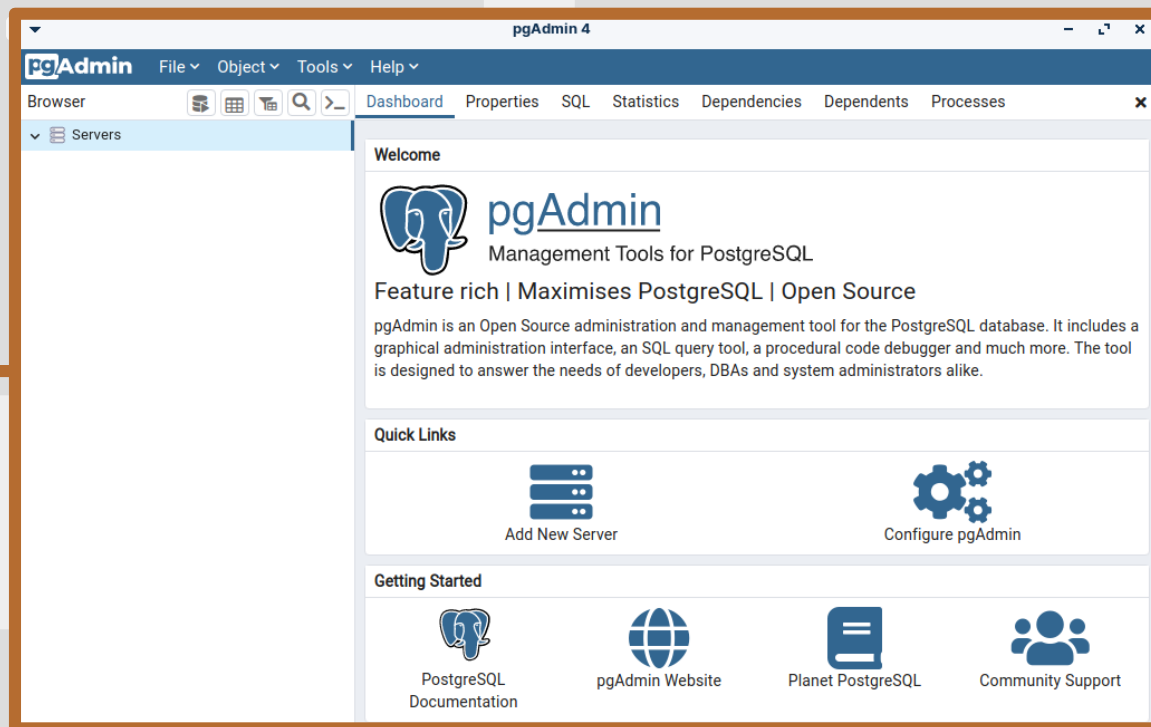 pgAdmin 4
pgAdmin File Object Tools Help
Browser
Dashboard Properties SQL Statistics Dependencies Dependents Processes
Servers
Welcome
pgAdmin
Management Tools for PostgreSQL
Feature rich | Maximises PostgreSQL | Open Source
pgAdmin is an Open Source administration and management tool for the PostgreSQL database. It includes a
graphical administration interface, an SQL query tool, a procedural code debugger and much more. The tool
is designed to answer the needs of developers, DBAs and system administrators alike.
Quick Links
Add New Server
Configure pgAdmin
Getting Started
PostgreSQL
Documentation
pgAdmin Website
Planet PostgreSQL
Community Support